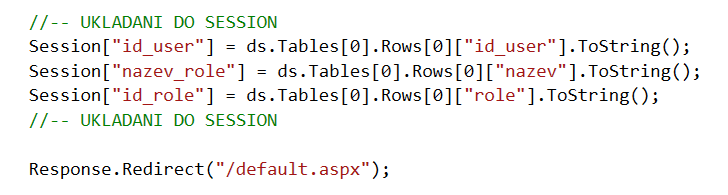 //-- UKLADANI DO SESSION
Session["id_user"] = ds.Tables[0].Rows[0]["id_user"].ToString();
Session["nazev_role"] = ds.Tables[0].Rows[0]["nazev"].ToString();
Session["id_role"] = ds.Tables[0].Rows[0]["role"].ToString();
//-- UKLADANI DO SESSION
Response.Redirect("/default.aspx");